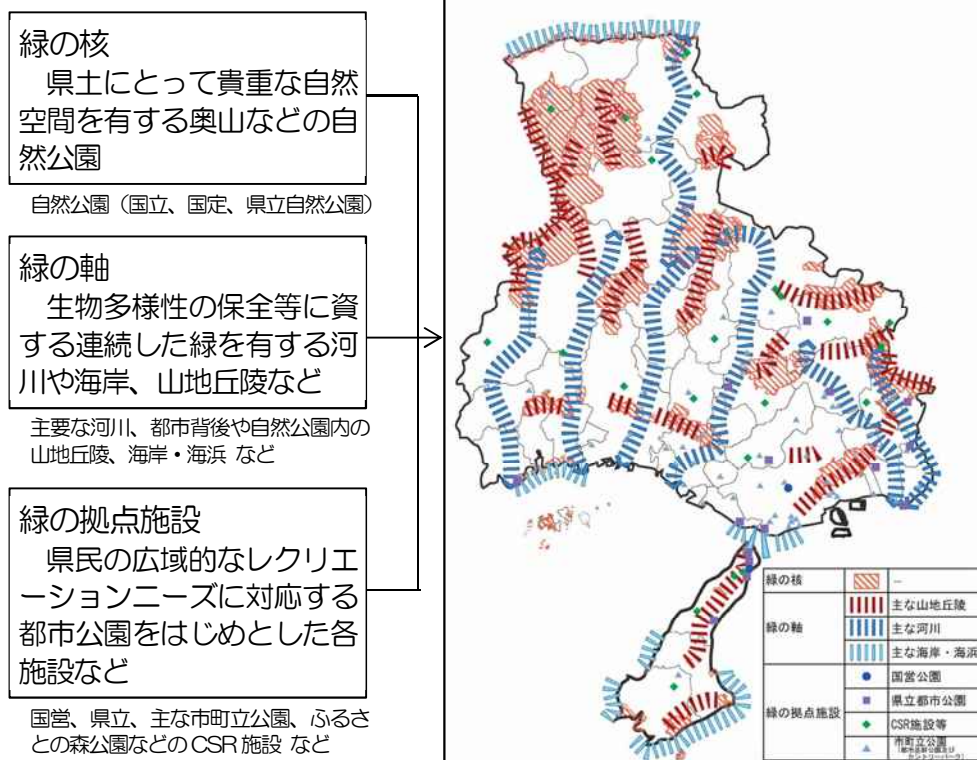 緑の核
県土にとって貴重な自然
空間を有する奥山などの自
然公園
自然公園（国立、国定、県立自然公園）
緑の軸
生物多様性の保全等に資
する連続した緑を有する河
川や海岸、山地丘陵など
主要な河川、都市背後や自然公園内の
山地丘陵、海岸・海浜 など
緑の拠点施設
県民の広域的なレクリエ
ーションニーズに対応する
都市公園をはじめとした各
施設など
国営、県立、主な市町立公園、ふるさ
との森公園などのCSR施設 など
緑の核 －
緑の軸
主な山地丘陵
主な河川
主な海岸・海浜
緑の拠点施設
国営公園
県立都市公園
CSR施設等
市町立公園